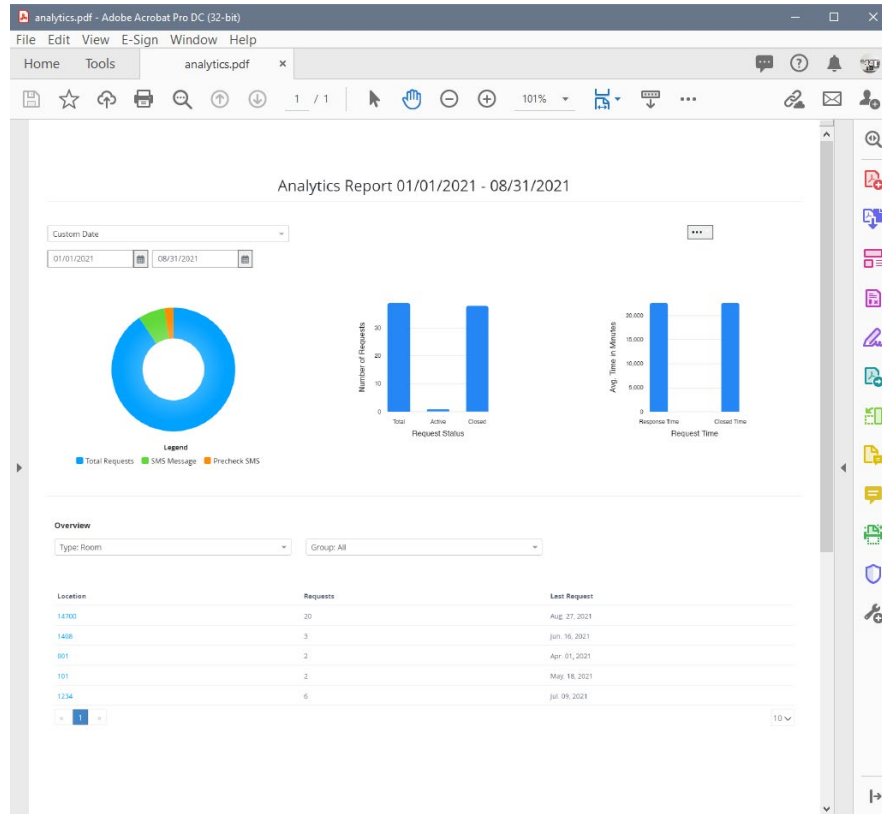 analytics.pdf - Adobe Acrobat Pro DC (32-bit)
File Edit View E-Sign Window Help
Home Tools analytics.pdf ×
1 / 1 101%
Analytics Report 01/01/2021 - 08/31/2021
Custom Date
01/01/2021 08/31/2021
Number of Requests
30
20
10
0
Total Active Closed
Request Status
Avg. Time in Minutes
20,000
15,000
10,000
5,000
0
Response Time Closed Time
Request Time
Legend
Total Requests SMS Message Precheck SMS
Overview
Type: Room Group: All
Location Requests Last Request
14700 20 Aug. 27, 2021
1488 3 Jun. 16, 2021
2 Apr. 01, 2021
101 2 May. 18, 2021
1234 6 Jul. 09, 2021
« 1 » 10